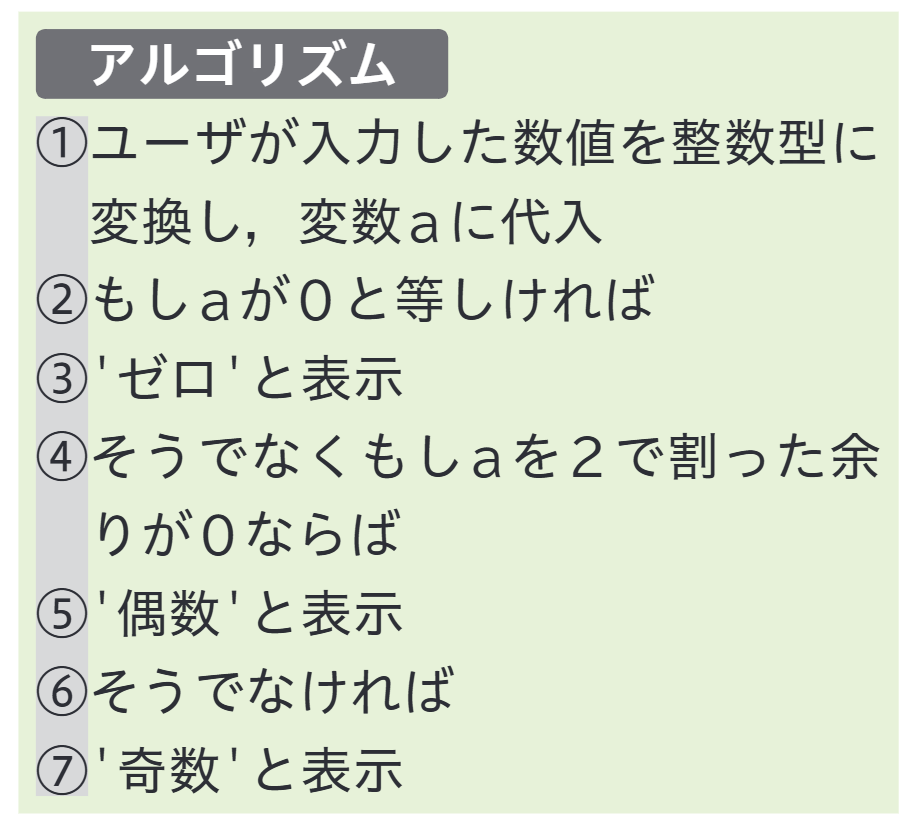 アルゴリズム
①ユーザが入力した数値を整数型に
変換し，変数ａに代入
②もしａが０と等しければ
③'ゼロ'と表示
④そうでなくもしａを２で割った余
りが０ならば
⑤'偶数'と表示
⑥そうでなければ
⑦'奇数'と表示